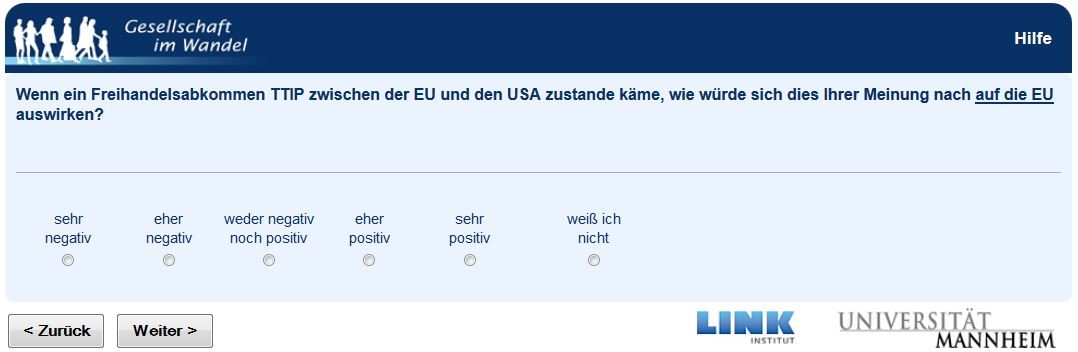 Gesellschaft
im Wandel
Hilfe
Wenn ein Freihandelsabkommen TTIP zwischen der EU und den USA zustande käme, wie würde sich dies Ihrer Meinung nach auf die EU
auswirken?
sehr negativ
eher negativ
weder negativ noch positiv
eher positiv
sehr positiv
weiß ich nicht
< Zurück
Weiter >
LINK
INSTITUT
UNIVERSITÄT
MANNHEIM